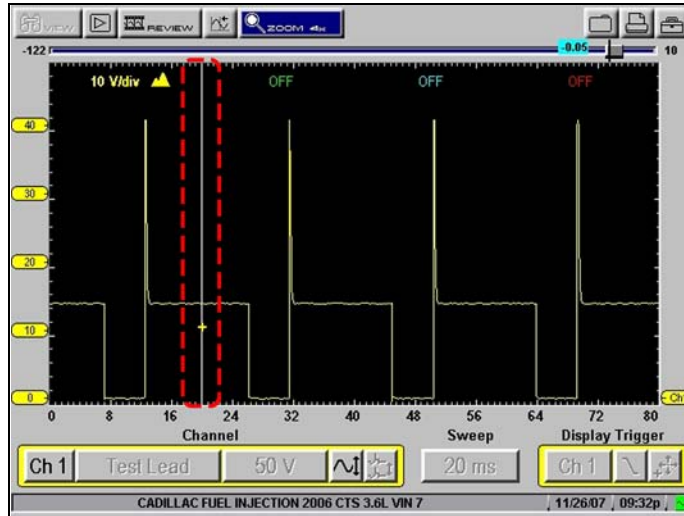 VIEW REVIEW ZOOM 4x
-122 -0.05 10
10 V/div OFF OFF OFF
40
30
20
10
0 Ch
0 8 16 24 32 40 48 56 64 72 80
Channel Sweep Display Trigger
Ch 1 Test Lead 50 V 20 ms Ch 1
CADILLAC FUEL INJECTION 2006 CTS 3.6L VIN 7 11/26/07 09:32p